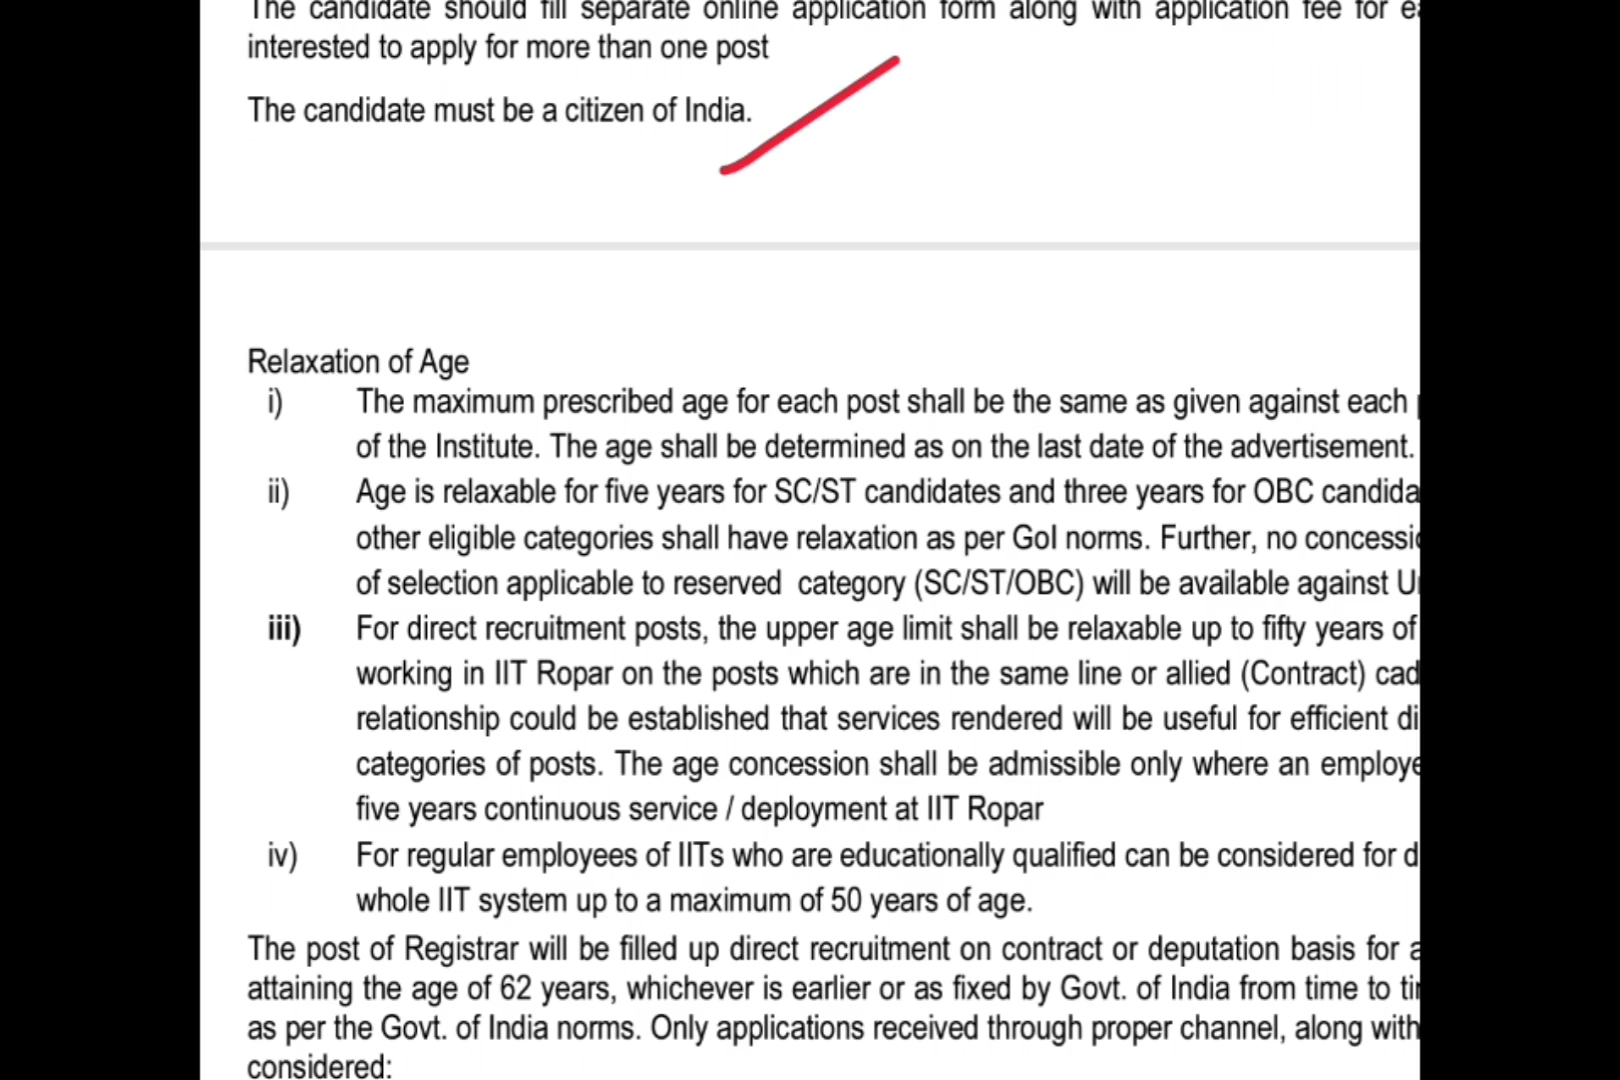 The candidate should fill separate online application form along with application fee for
interested to apply for more than one post
The candidate must be a citizen of India.
Relaxation of Age
i) The maximum prescribed age for each post shall be the same as given against each
of the Institute. The age shall be determined as on the last date of the advertisement.
ii) Age is relaxable for five years for SC/ST candidates and three years for OBC candida
other eligible categories shall have relaxation as per GoI norms. Further, no concessi
of selection applicable to reserved category (SC/ST/OBC) will be available against
iii) For direct recruitment posts, the upper age limit shall be relaxable up to fifty years of
working in IIT Ropar on the posts which are in the same line or allied (Contract) cad
relationship could be established that services rendered will be useful for efficient di
categories of posts. The age concession shall be admissible only where an employe
five years continuous service / deployment at IIT Ropar
iv) For regular employees of IITs who are educationally qualified can be considered for d
whole IIT system up to a maximum of 50 years of age.
The post of Registrar will be filled up direct recruitment on contract or deputation basis for a
attaining the age of 62 years, whichever is earlier or as fixed by Govt. of India from time to ti
as per the Govt. of India norms. Only applications received through proper channel, along with
considered: